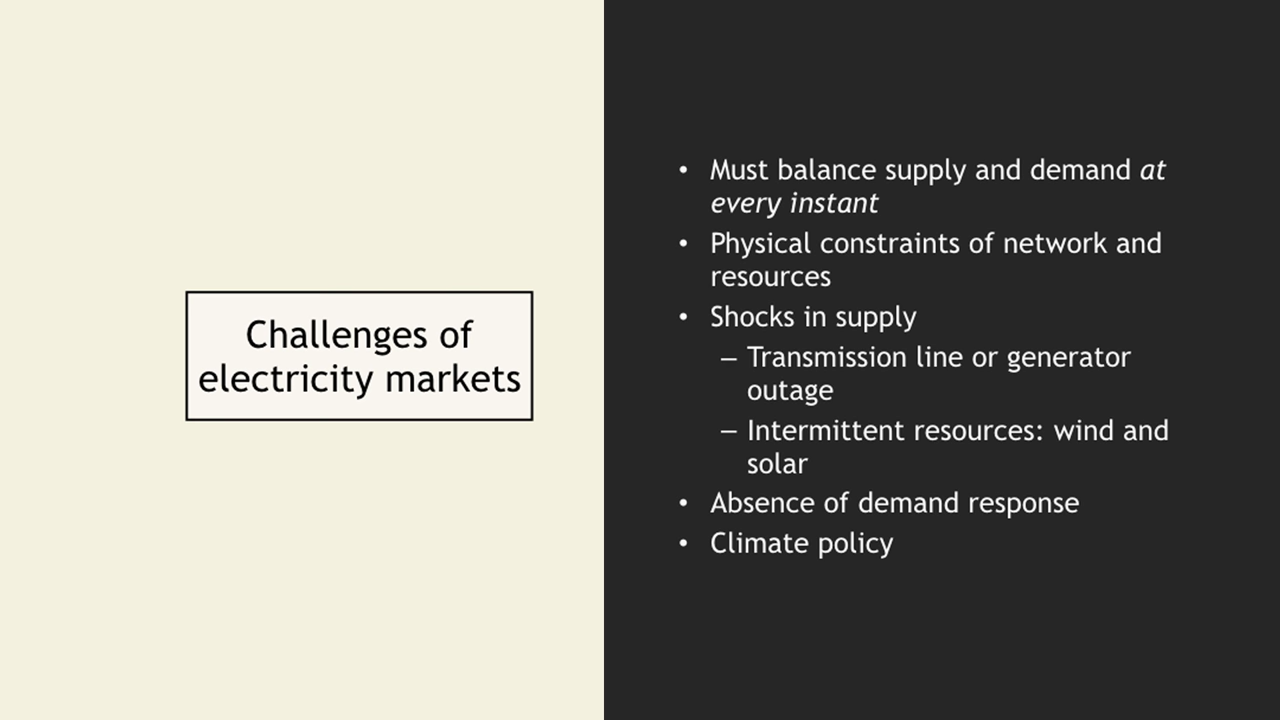 Challenges of
electricity markets
• Must balance supply and demand at
every instant
• Physical constraints of network and
resources
• Shocks in supply
– Transmission line or generator
outage
– Intermittent resources: wind and
solar
• Absence of demand response
• Climate policy